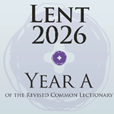 LENT
2026
YEAR A
OF THE REVISED COMMON LECTIONARY